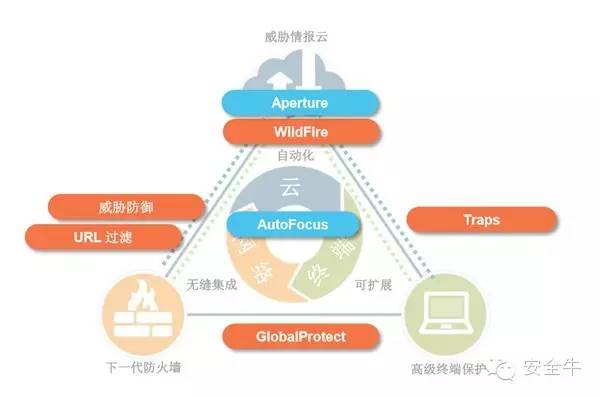 威胁情报云
Aperture
WildFire
自动化
云
威胁防御
URL 过滤
AutoFocus
Traps
网络
终端
无缝集成
可扩展
GlobalProtect
下一代防火墙
高级终端保护
安全牛